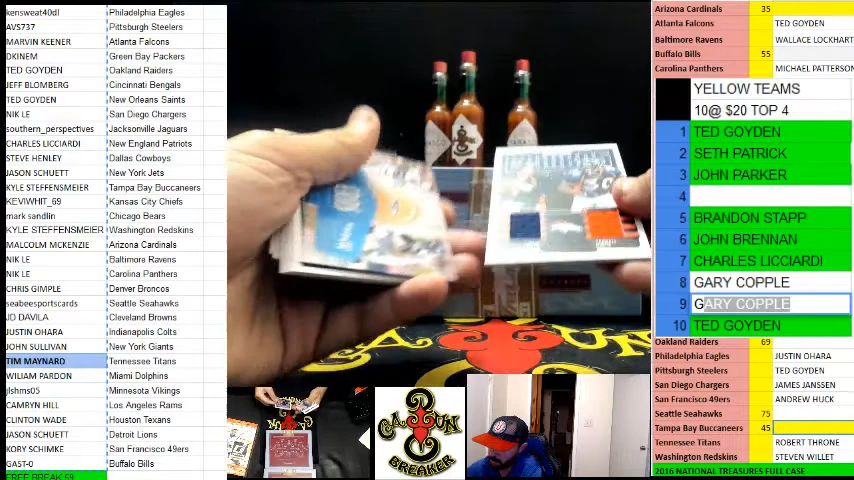 kensweat40dl Philadelphia Eagles
AVS737 Pittsburgh Steelers
MARVIN KEENER Atlanta Falcons
DKINEM Green Bay Packers
TED GOYDEN Oakland Raiders
JEFF BLOMBERG Cincinnati Bengals
TED GOYDEN New Orleans Saints
NIK LE San Diego Chargers
southern_perspectives Jacksonville Jaguars
CHARLES LICCIARDI New England Patriots
STEVE HENLEY Dallas Cowboys
JASON SCHUETT New York Jets
KYLE STEFFENSMEIER Tampa Bay Buccaneers
KEVIWHIT_69 Kansas City Chiefs
mark sandlin Chicago Bears
KYLE STEFFENSMEIER Washington Redskins
MALCOLM MCKENZIE Arizona Cardinals
NIK LE Baltimore Ravens
NIK LE Carolina Panthers
CHRIS GIMPLE Denver Broncos
seabeesportscards Seattle Seahawks
JD DAVILA Cleveland Browns
JUSTIN OHARA Indianapolis Colts
JOHN SULLIVAN New York Giants
TIM MAYNARD Tennessee Titans
WILIAM PARDON Miami Dolphins
jlshms05 Minnesota Vikings
CAMRYN HILL Los Angeles Rams
CLINTON WADE Houston Texans
JASON SCHUETT Detroit Lions
KORY SCHIMKE San Francisco 49ers
GAST-0 Buffalo Bills
FREE BREAK 59
CAJUN
BREAKER
Arizona Cardinals 35
Atlanta Falcons TED GOYDEN
Baltimore Ravens WALLACE LOCKHART
Buffalo Bills 55
Carolina Panthers MICHAEL PATTERSON
YELLOW TEAMS
10@ $20 TOP 4
1 TED GOYDEN
2 SETH PATRICK
3 JOHN PARKER
4
5 BRANDON STAPP
6 JOHN BRENNAN
7 CHARLES LICCIARDI
8 GARY COPPLE
9 GARY COPPLE
10 TED GOYDEN
Oakland Raiders 69
Philadelphia Eagles JUSTIN OHARA
Pittsburgh Steelers TED GOYDEN
San Diego Chargers JAMES JANSSEN
San Francisco 49ers ANDREW HUCK
Seattle Seahawks 75
Tampa Bay Buccaneers 45
Tennessee Titans ROBERT THRONE
Washington Redskins STEVEN WILLET
2016 NATIONAL TREASURES FULL CASE